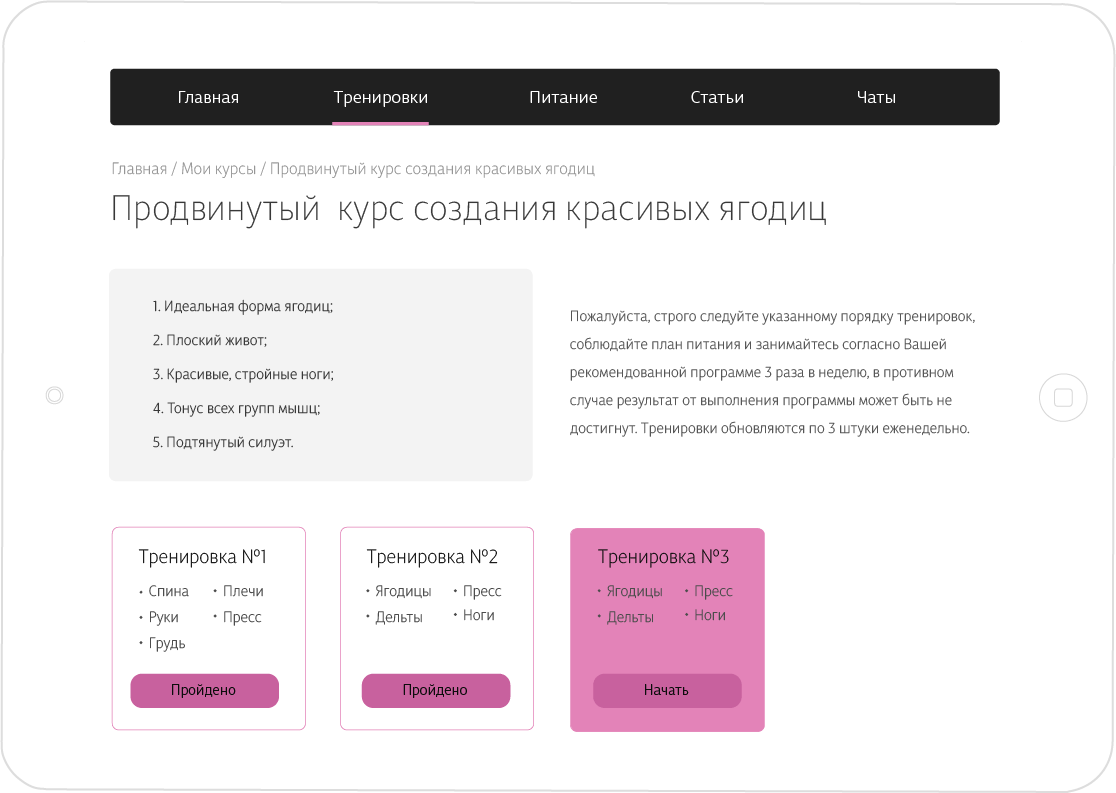 Главная Тренировки Питание Статьи Чаты
Главная / Мои курсы / Продвинутый курс создания красивых ягодиц
Продвинутый курс создания красивых ягодиц
1. Идеальная форма ягодиц;
2. Плоский живот;
3. Красивые, стройные ноги;
4. Тонус всех групп мышц;
5. Подтянутый силуэт.
Пожалуйста, строго следуйте указанному порядку тренировок,
соблюдайте план питания и занимайтесь согласно Вашей
рекомендованной программе 3 раза в неделю, в противном
случае результат от выполнения программы может быть не
достигнут. Тренировки обновляются по 3 штуки еженедельно.
Тренировка №1
• Спина • Плечи
• Руки • Пресс
• Грудь
Пройдено
Тренировка №2
• Ягодицы • Пресс
• Дельты • Ноги
Пройдено
Тренировка №3
• Ягодицы • Пресс
• Дельты • Ноги
Начать